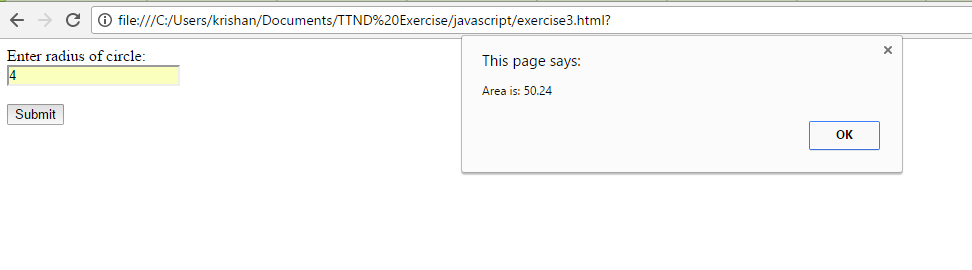 file:///C:/Users/krishan/Documents/TTND%20Exercise/javascript/exercise3.html?
Enter radius of circle:
4
Submit
This page says:
Area is: 50.24
OK